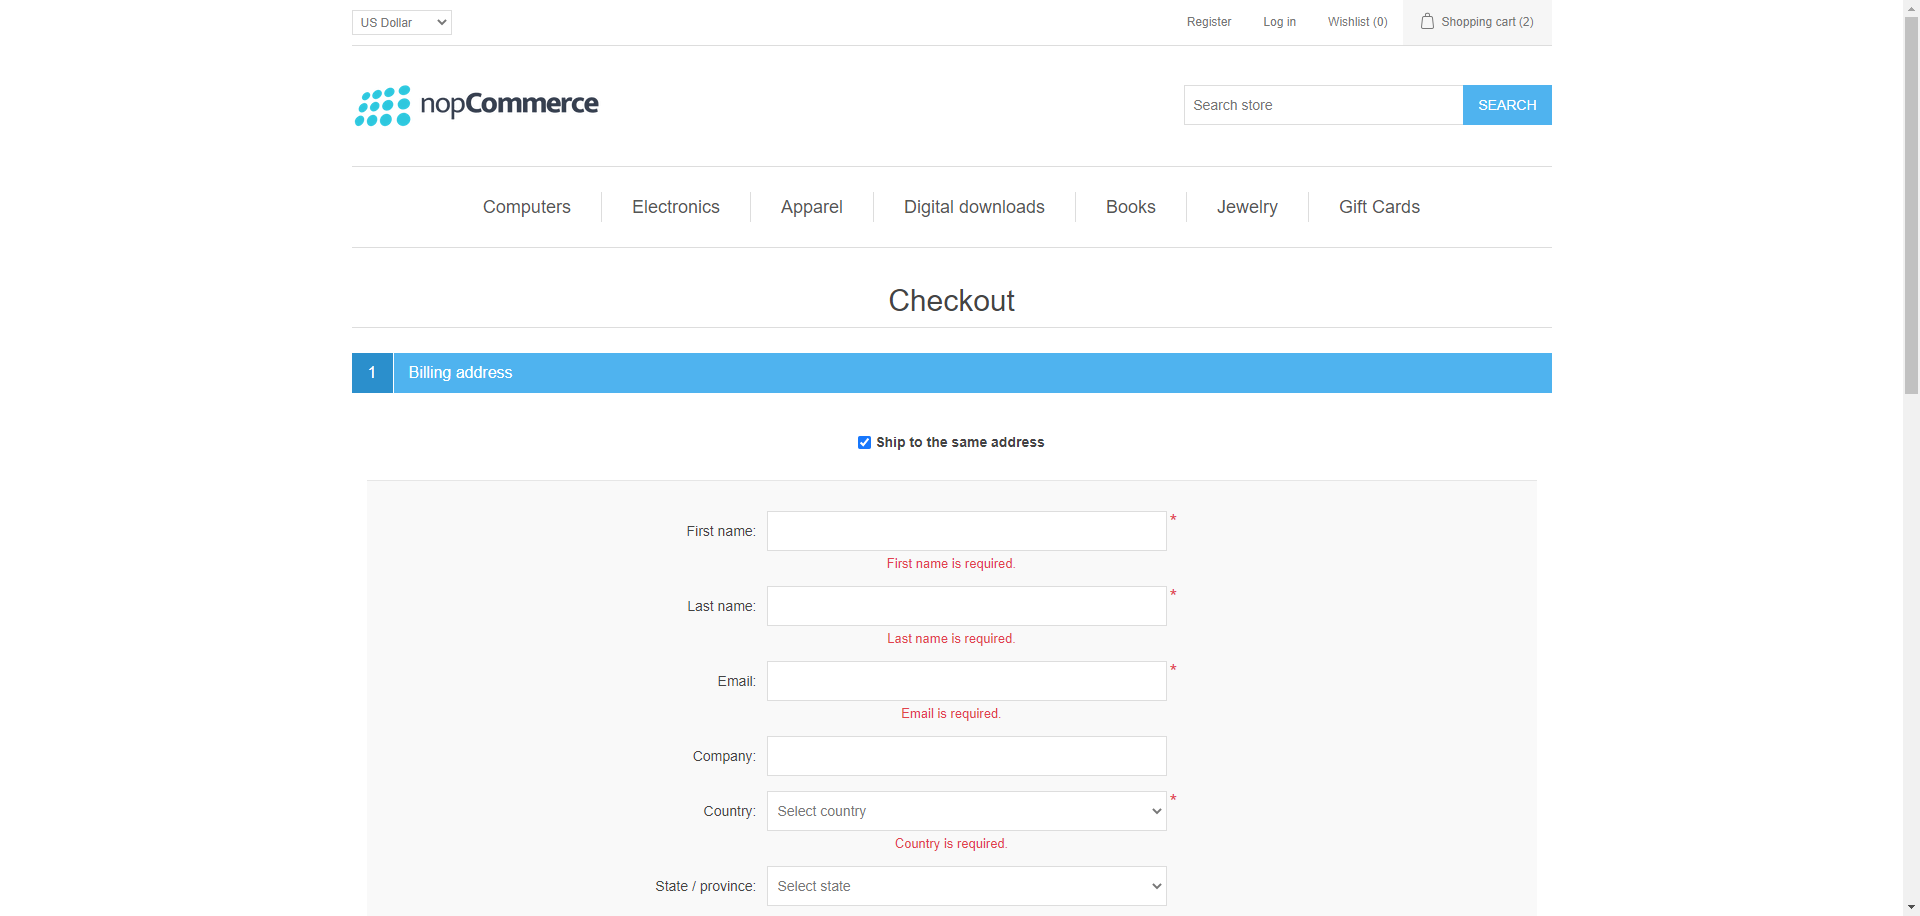 US Dollar
Register
Log in
Wishlist (0)
Shopping cart (2)
nopCommerce
Search store
SEARCH
Computers
Electronics
Apparel
Digital downloads
Books
Jewelry
Gift Cards
Checkout
1
Billing address
Ship to the same address
First name:
*
First name is required.
Last name:
*
Last name is required.
Email:
*
Email is required.
Company:
Country:
Select country
*
Country is required.
State / province:
Select state